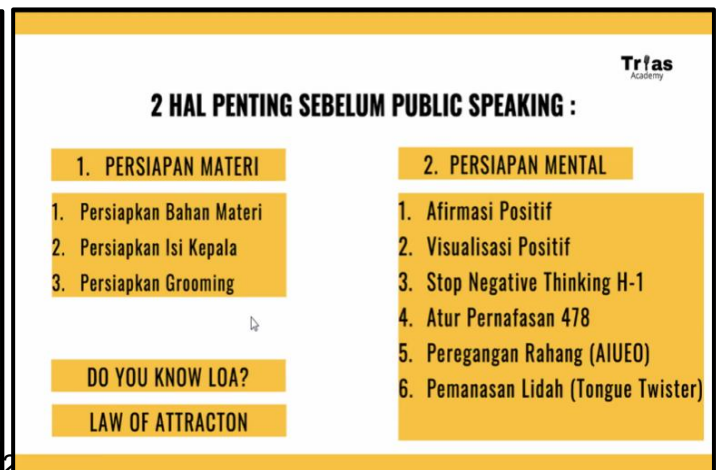 Trias
Academy
2 HAL PENTING SEBELUM PUBLIC SPEAKING :
1. PERSIAPAN MATERI
1. Persiapkan Bahan Materi
2. Persiapkan Isi Kepala
3. Persiapkan Grooming
DO YOU KNOW LOA?
LAW OF ATTRACTON
2. PERSIAPAN MENTAL
1. Afirmasi Positif
2. Visualisasi Positif
3. Stop Negative Thinking H-1
4. Atur Pernafasan 478
5. Peregangan Rahang (AIUEO)
6. Pemanasan Lidah (Tongue Twister)